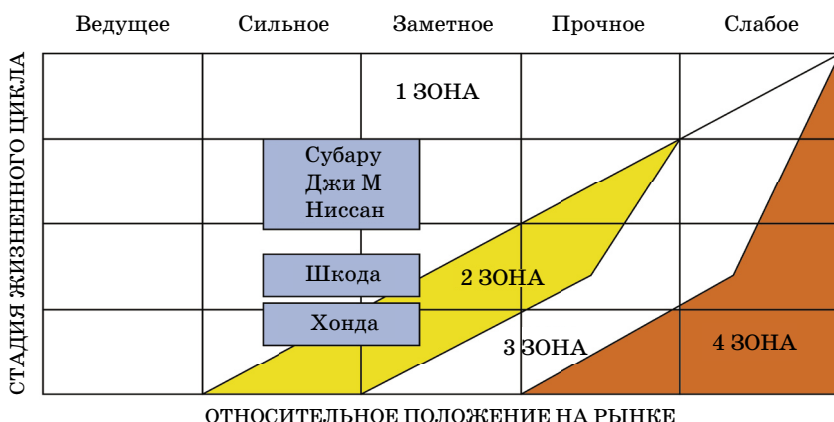 Ведущее Сильное Заметное Прочное Слабое
СТАДИЯ ЖИЗНЕННОГО ЦИКЛА
1 ЗОНА
Субару
Джи М
Ниссан
Шкода
2 ЗОНА
Хонда
3 ЗОНА
4 ЗОНА
ОТНОСИТЕЛЬНОЕ ПОЛОЖЕНИЕ НА РЫНКЕ